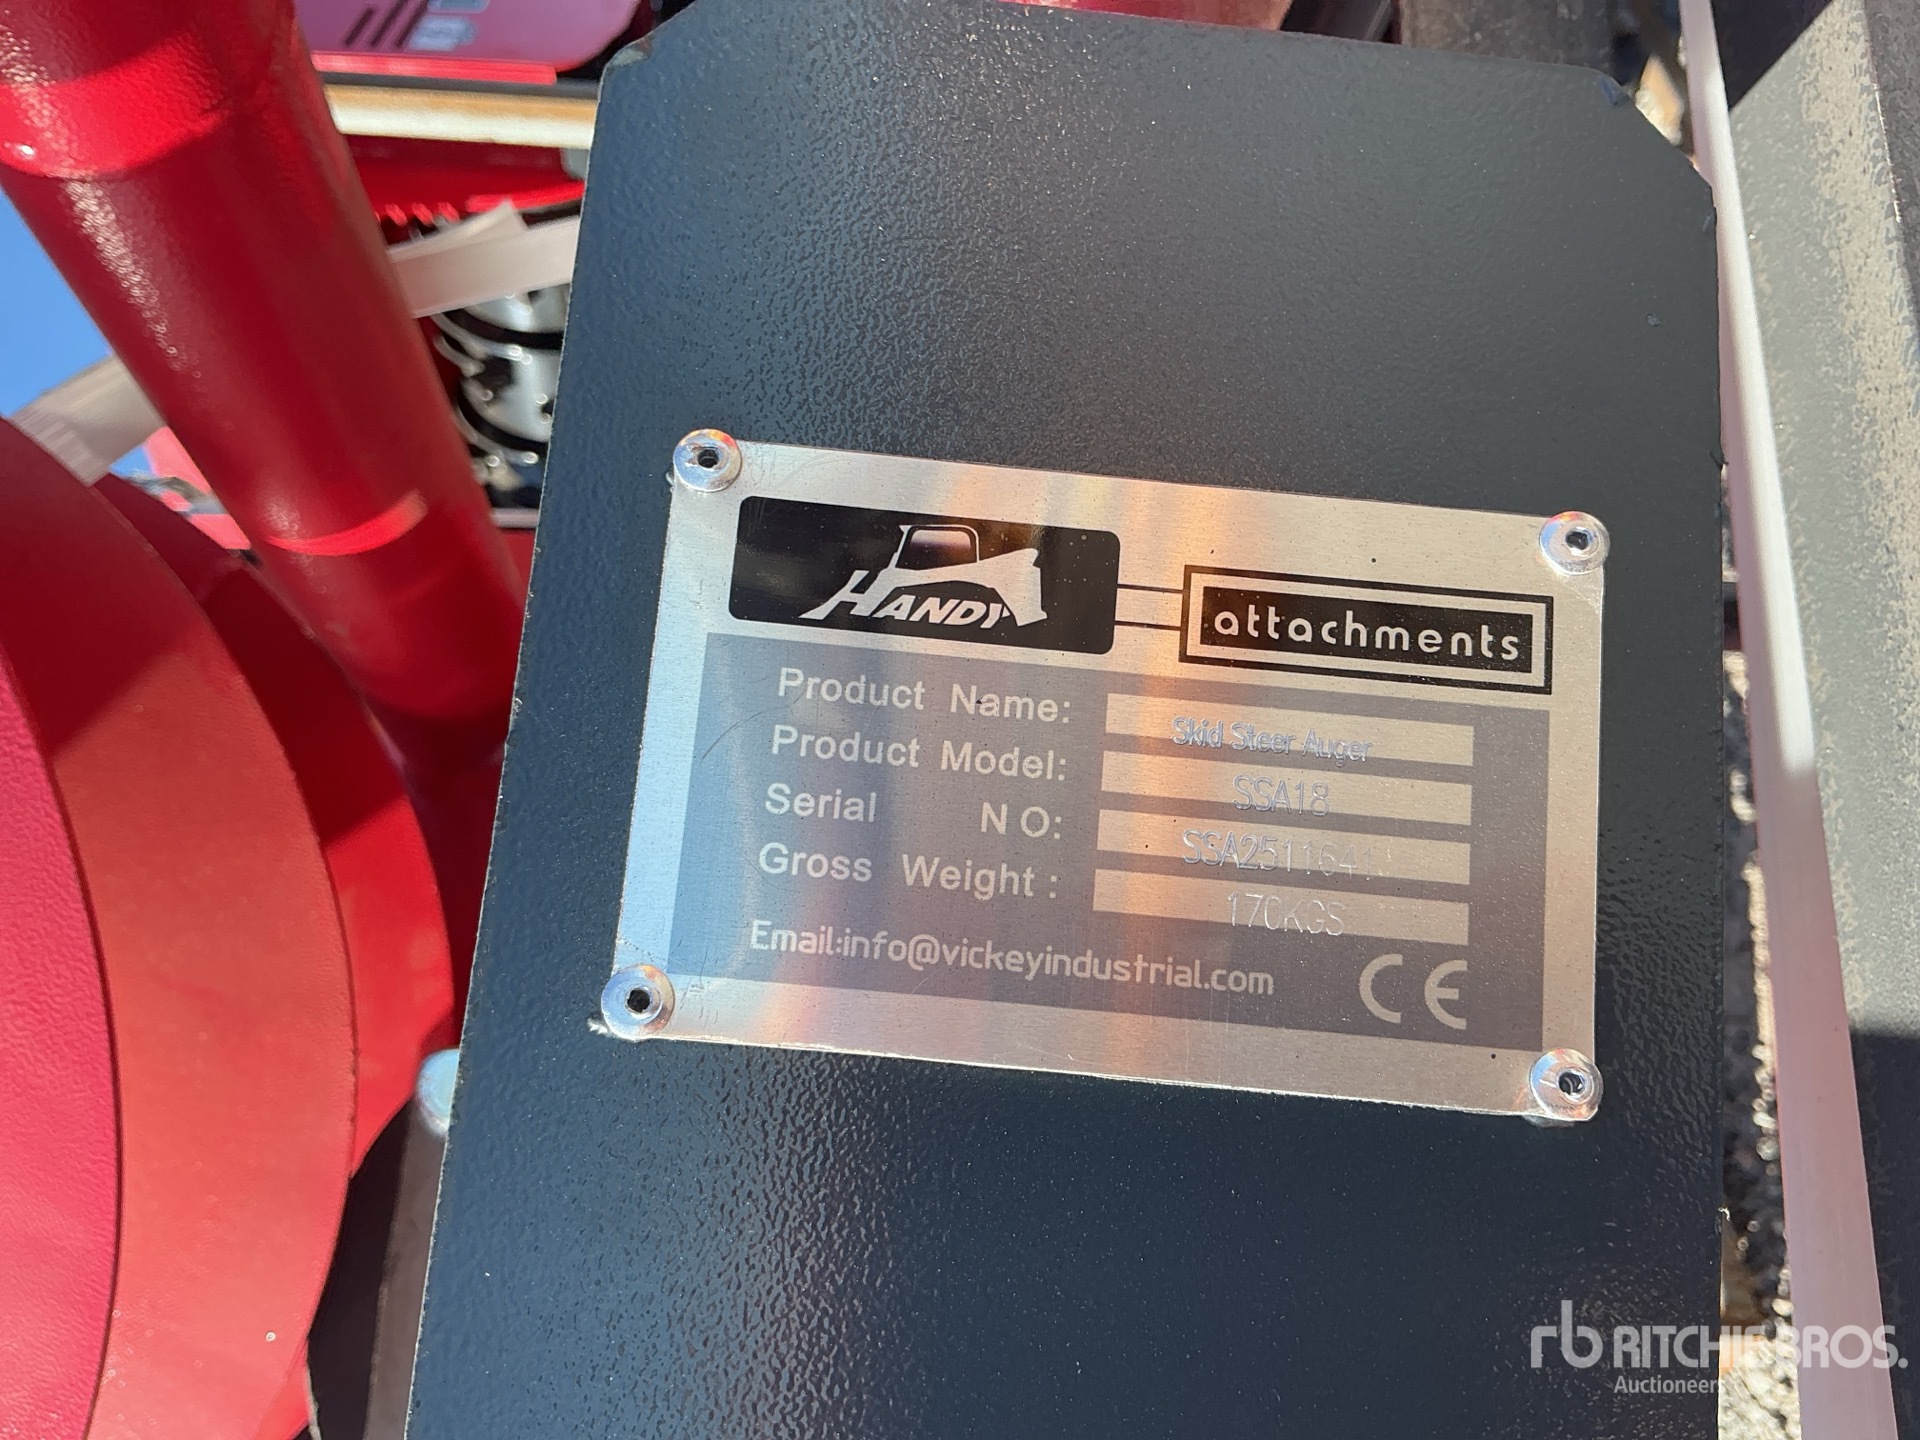 HANDY attachments
Product Name: Skid Steer Auger
Product Model: SSA18
Serial NO:
Gross Weight: 170KGS
Email:info@vickeyindustrial.com CE
rb RITCHIE BROS.
Auctioneers